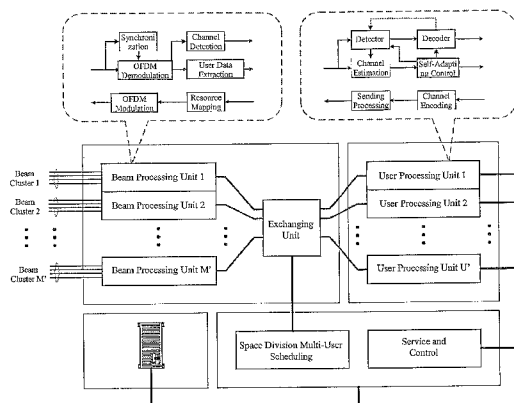 Synchroni
zation
Channel
Detection
OFDM
Demodulation
User Data
Extraction
OFDM
Modulation
Resource
Mapping
Detector
Decoder
Channel
Estimation
Self-Adapti
ng Control
Sending
Processing
Channel
Encoding
Beam
Cluster 1
Beam Processing Unit 1
Beam
Cluster 2
Beam Processing Unit 2
Beam
Cluster M'
Beam Processing Unit M'
Exchanging
Unit
User Processing Unit 1
User Processing Unit 2
User Processing Unit U'
Space Division Multi-User
Scheduling
Service and
Control